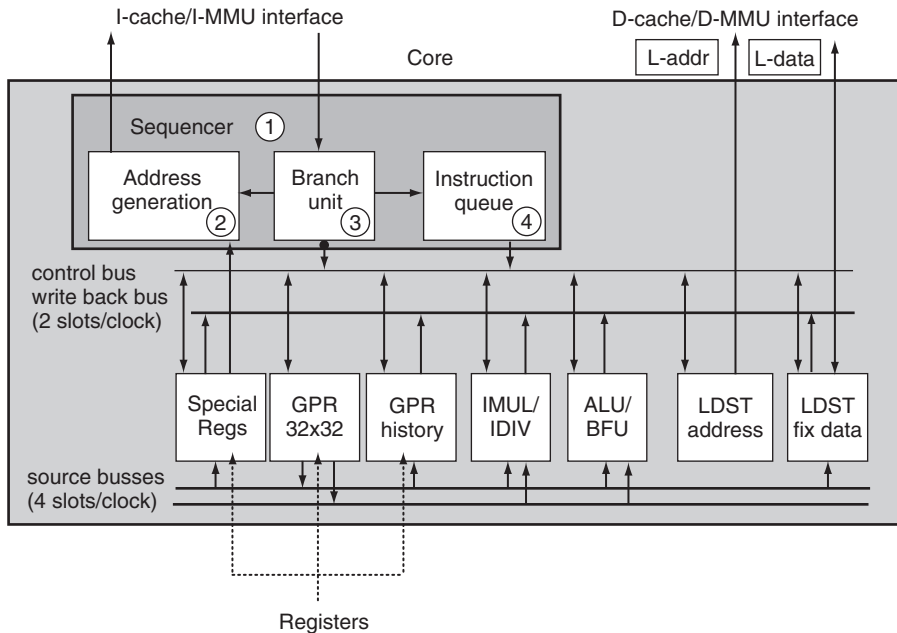 I-cache/I-MMU interface
D-cache/D-MMU interface
Core
L-addr
L-data
Sequencer 1
Address
generation
2
Branch
unit
3
Instruction
queue
4
control bus
write back bus
(2 slots/clock)
Special
Regs
GPR
32x32
GPR
history
IMUL/
IDIV
ALU/
BFU
LDST
address
LDST
fix data
source busses
(4 slots/clock)
Registers